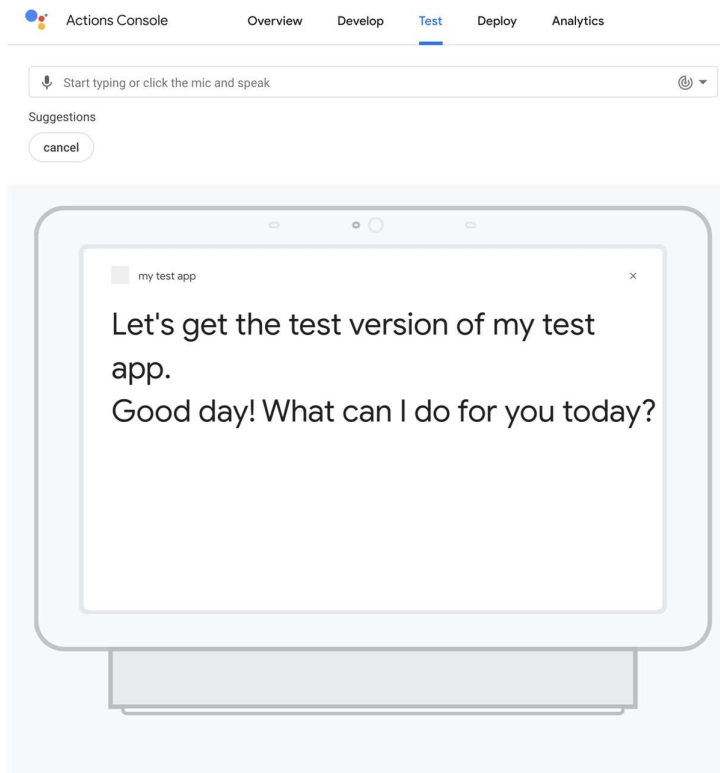 Actions Console
Overview Develop Test Deploy Analytics
Start typing or click the mic and speak
Suggestions
cancel
my test app
Let's get the test version of my test
app.
Good day! What can I do for you today?